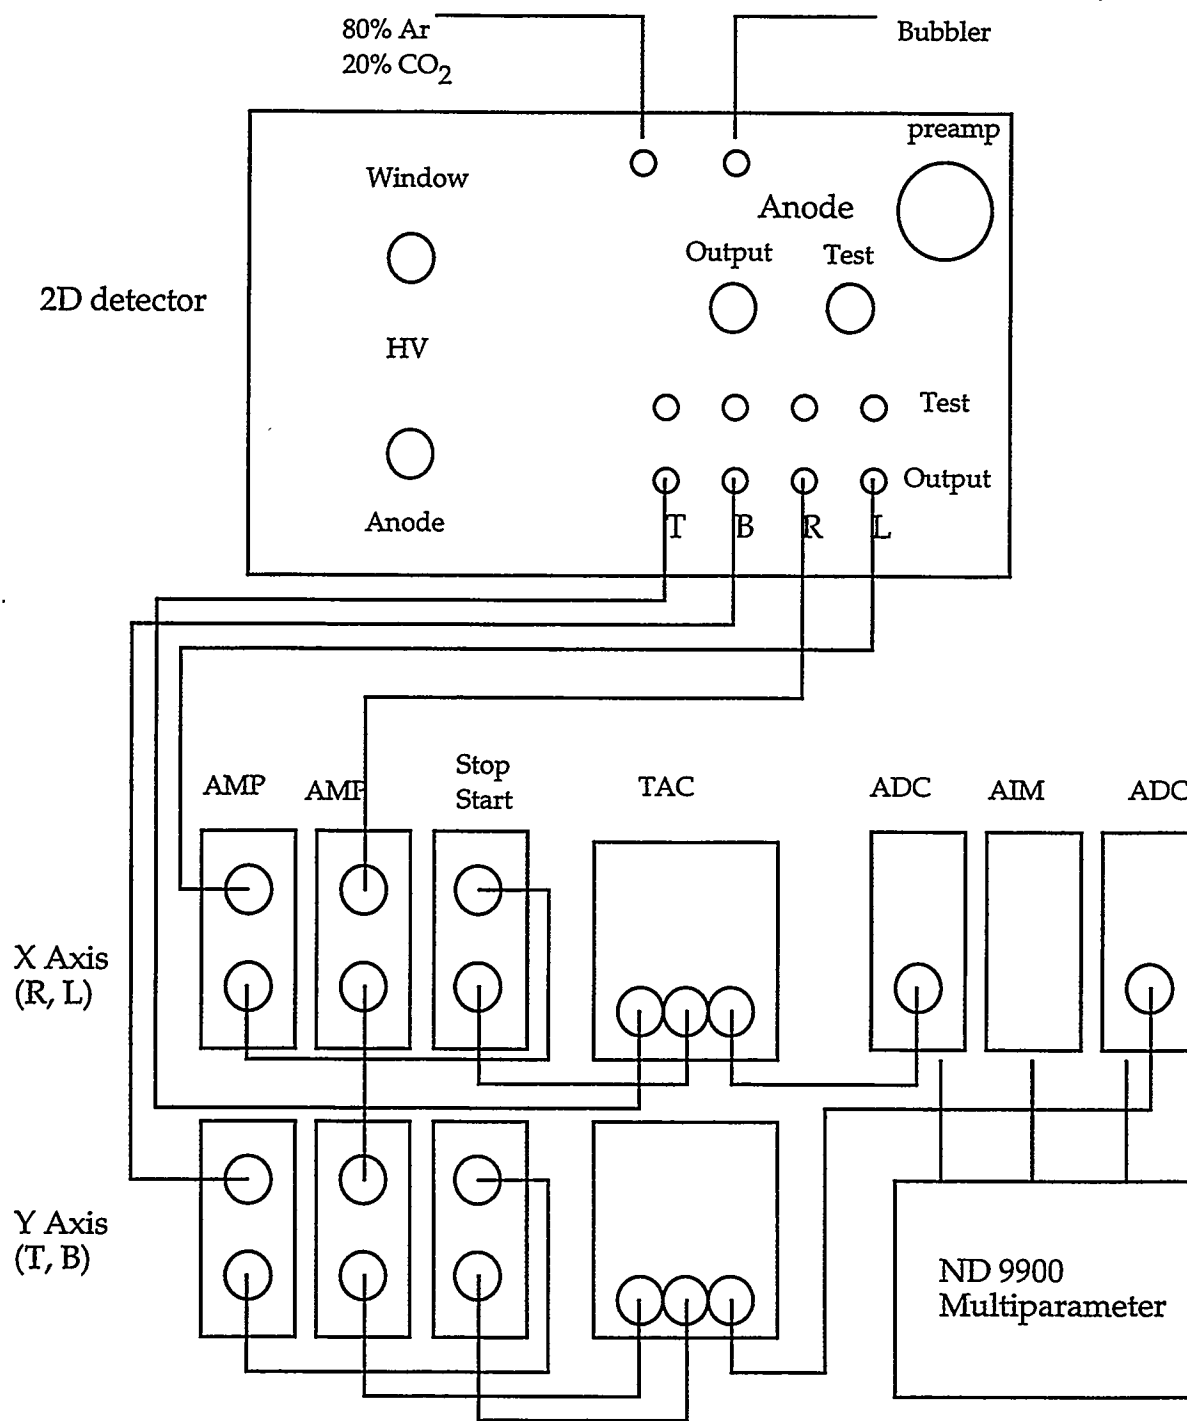 80% Ar
20% CO2
Bubbler
preamp
Window
Anode
Output Test
2D detector
HV
Test
Output
Anode
T B R L
Stop
Start
AMP AMP TAC ADC AIM ADC
X Axis
(R, L)
Y Axis
(T, B)
ND 9900
Multiparameter